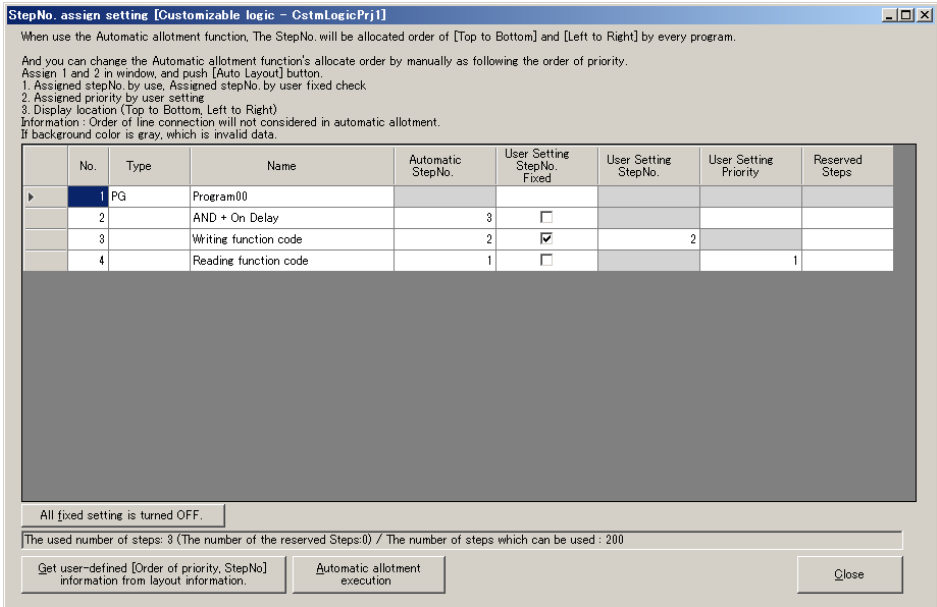 StepNo. assign setting [Customizable logic - CstmLogicPrj1]
When use the Automatic allotment function, The StepNo. will be allocated order of [Top to Bottom] and [Left to Right] by every program.
And you can change the Automatic allotment function's allocate order by manually as following the order of priority.
Assign 1 and 2 in window, and push [Auto Layout] button.
1. Assigned stepNo. by use, Assigned stepNo. by user fixed check
2. Assigned priority by user setting
3. Display location (Top to Bottom, Left to Right)
Information : Order of line connection will not considered in automatic allotment.
If background color is gray, which is invalid data.
No. Type Name Automatic StepNo. User Setting StepNo. Fixed User Setting StepNo. User Setting Priority Reserved Steps
1 PG Program00
2 AND + On Delay 3
3 Writing function code 2 2
4 Reading function code 1 1
All fixed setting is turned OFF.
The used number of steps: 3 (The number of the reserved Steps:0) / The number of steps which can be used : 200
Get user-defined [Order of priority, StepNo]
information from layout information.
Automatic allotment
execution
Close